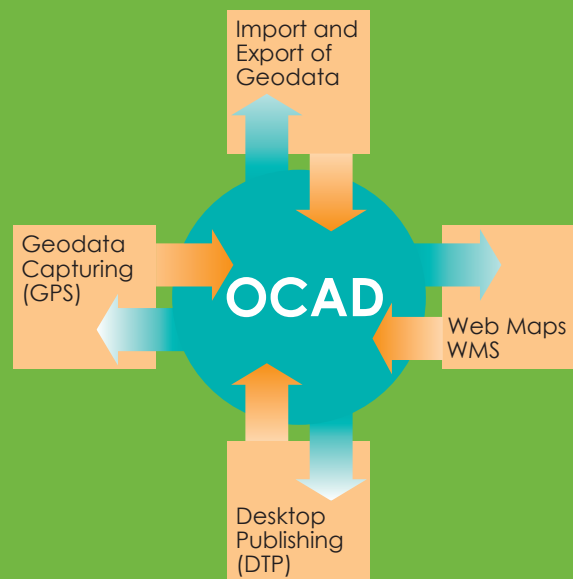 Import and
Export of
Geodata
Geodata
Capturing
(GPS)
OCAD
Web Maps
WMS
Desktop
Publishing
(DTP)